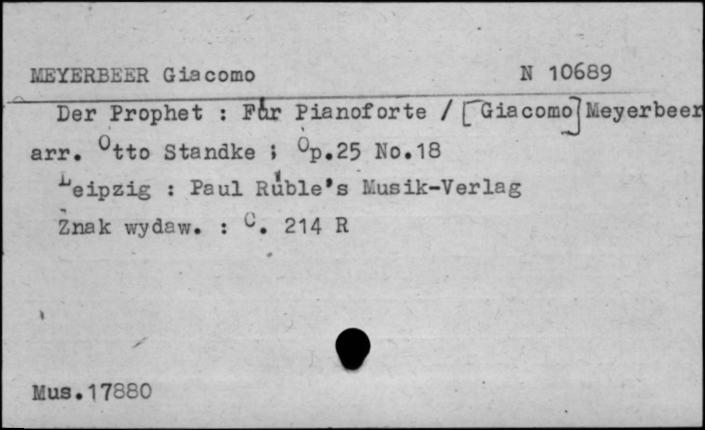 MEYERBEER Giacomo N 10689
Der Prophet : Für Pianoforte / [Giacomo] Meyerbeer
arr. Otto Standke ; Op.25 No.18
Leipzig : Paul Rüble's Musik-Verlag
Znak wydaw. : C. 214 R
Mus.17880